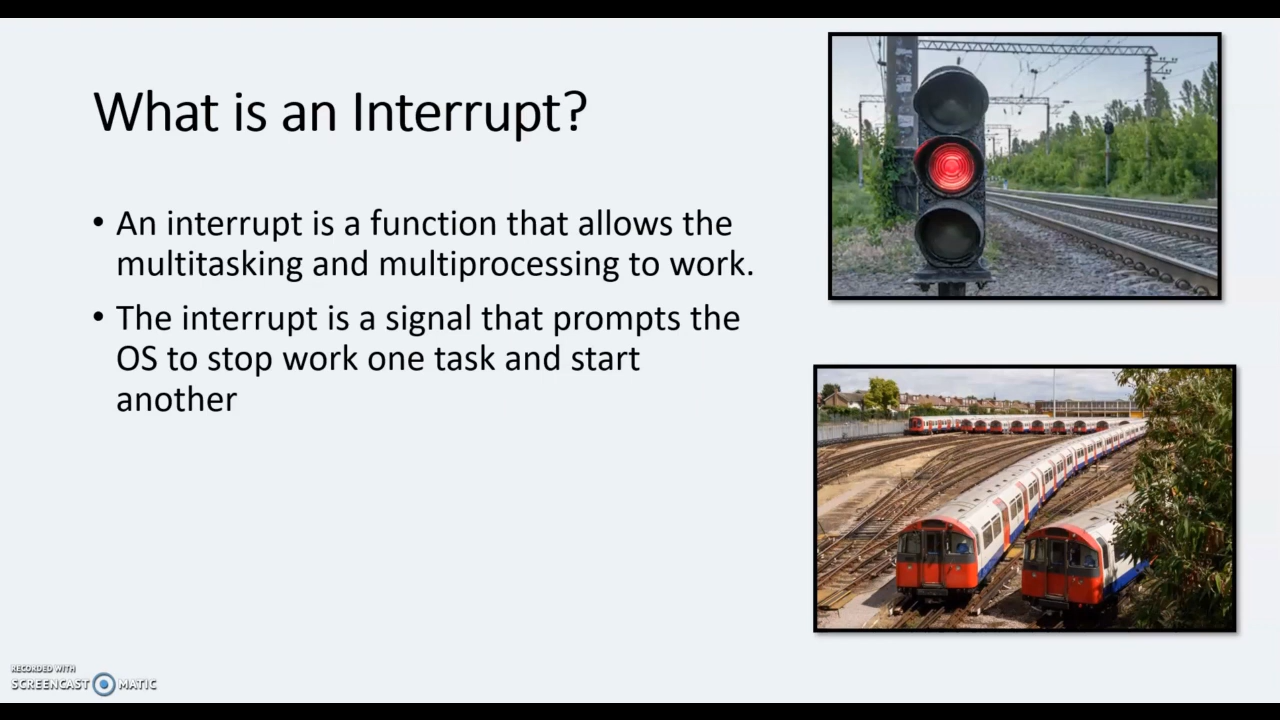 What is an Interrupt?
• An interrupt is a function that allows the
multitasking and multiprocessing to work.
• The interrupt is a signal that prompts the
OS to stop work one task and start
another
RECORDED WITH
SCREENCAST MATIC